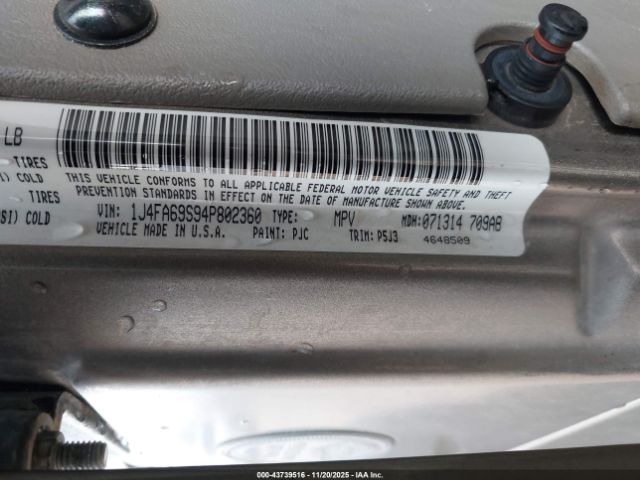 LB
TIRES
I) COLD
TIRES
SI) COLD
THIS VEHICLE CONFORMS TO ALL APPLICABLE FEDERAL MOTOR VEHICLE SAFETY AND THEFT
PREVENTION STANDARDS IN EFFECT ON THE DATE OF MANUFACTURE SHOWN ABOVE.
VIN: 1J4FA69S94P802360 TYPE: MPV MDH:071314 709AB
VEHICLE MADE IN U.S.A. PAINT: PJC TRIM: P5J3 4648509
000-43739516 - 11/20/2025 - IAA Inc.